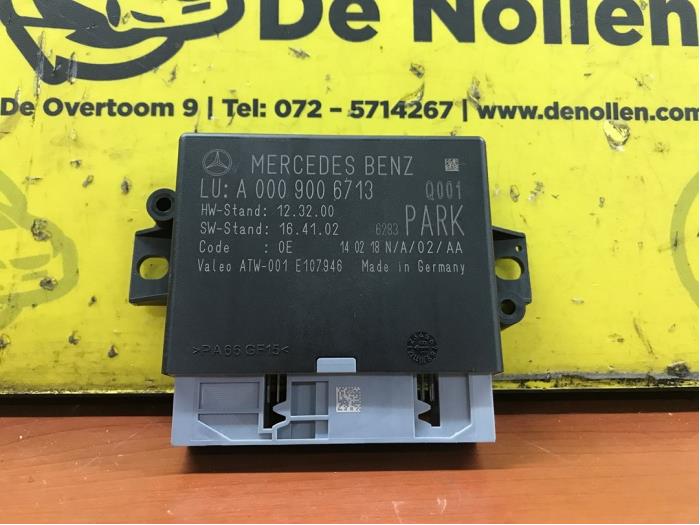 De Nollen
De Overtoom 9 | Tel: 072 - 5714267 | www.denollen.com
MERCEDES BENZ
LU: A 000 900 6713 Q001
HW-Stand: 12.32.00
SW-Stand: 16.41.02 6283 PARK
Code : 0E 14 02 18 N/A/02/AA
Valeo ATW-001 E107946 Made in Germany
>PA66 GF15<